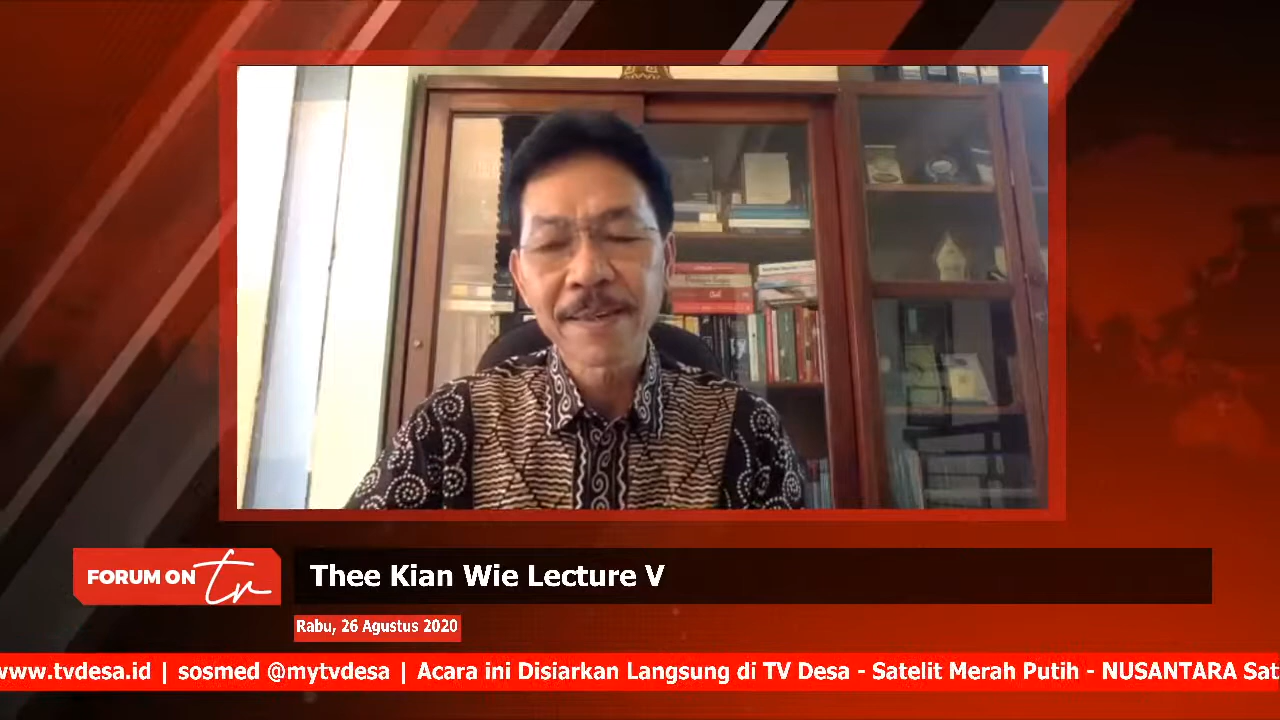 FORUM ON tv
Thee Kian Wie Lecture V
Rabu, 26 Agustus 2020
www.tvdesa.id | sosmed @mytvdesa | Acara ini Disiarkan Langsung di TV Desa - Satelit Merah Putih - NUSANTARA Sat